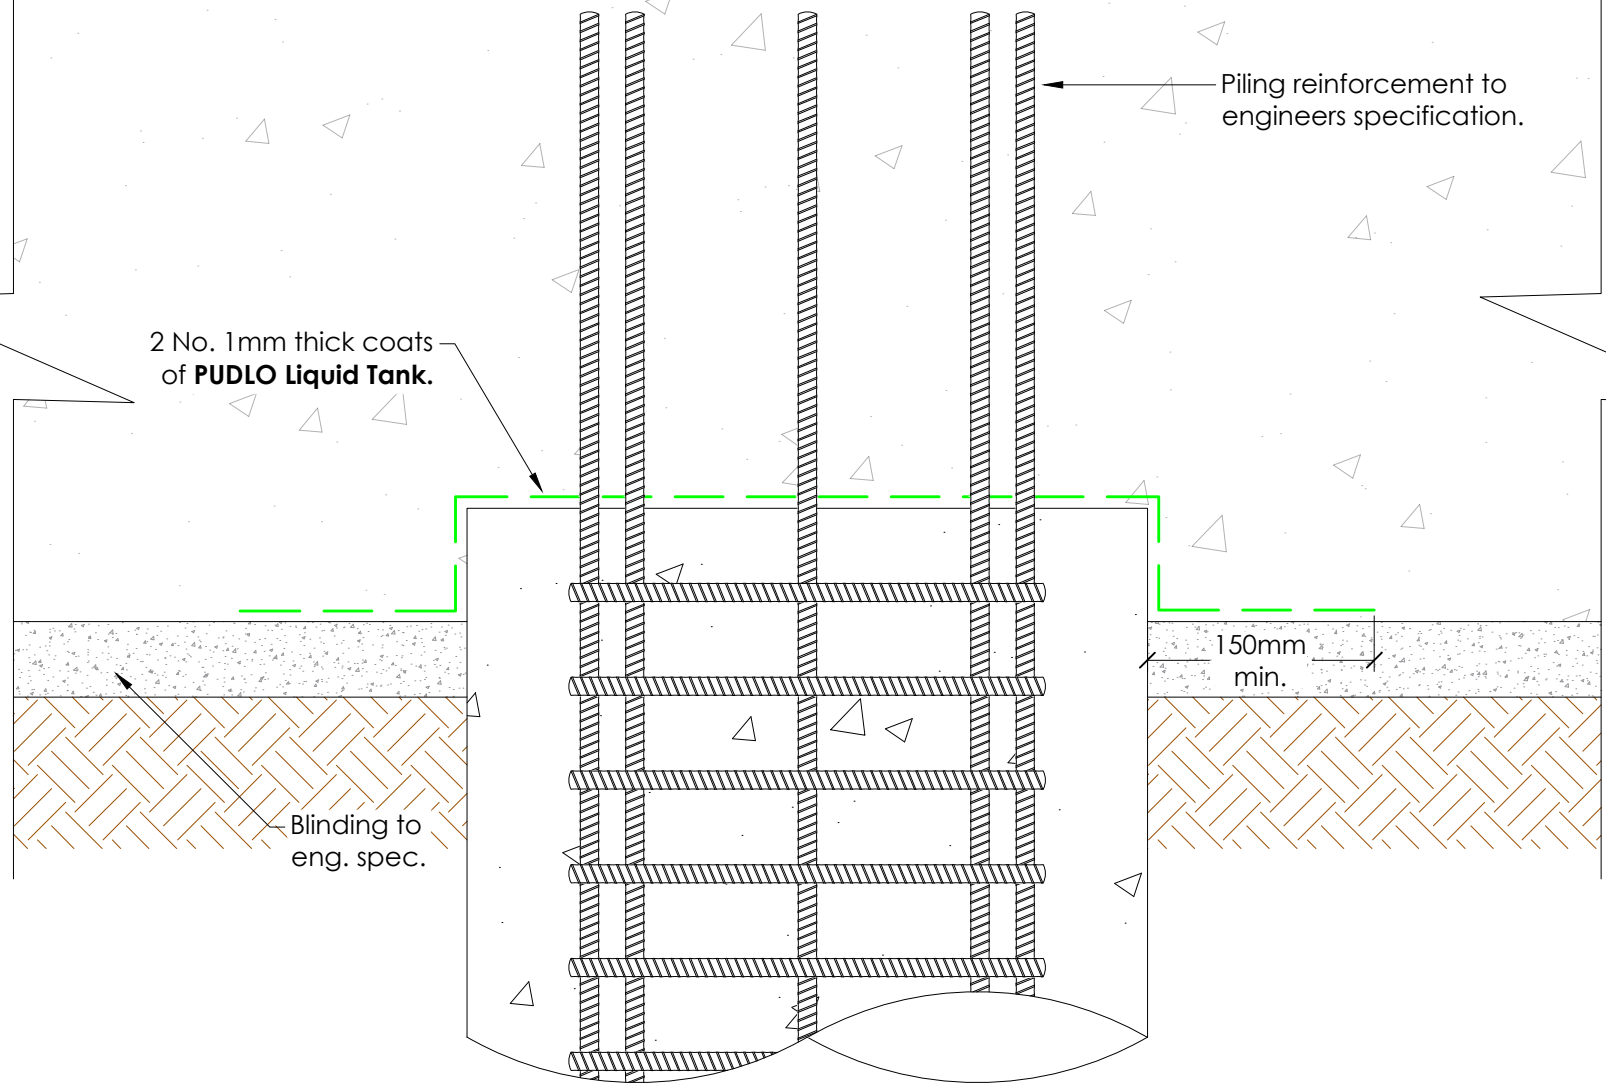 Piling reinforcement to
engineers specification.
2 No. 1mm thick coats
of PUDLO Liquid Tank.
150mm
min.
Blinding to
eng. spec.